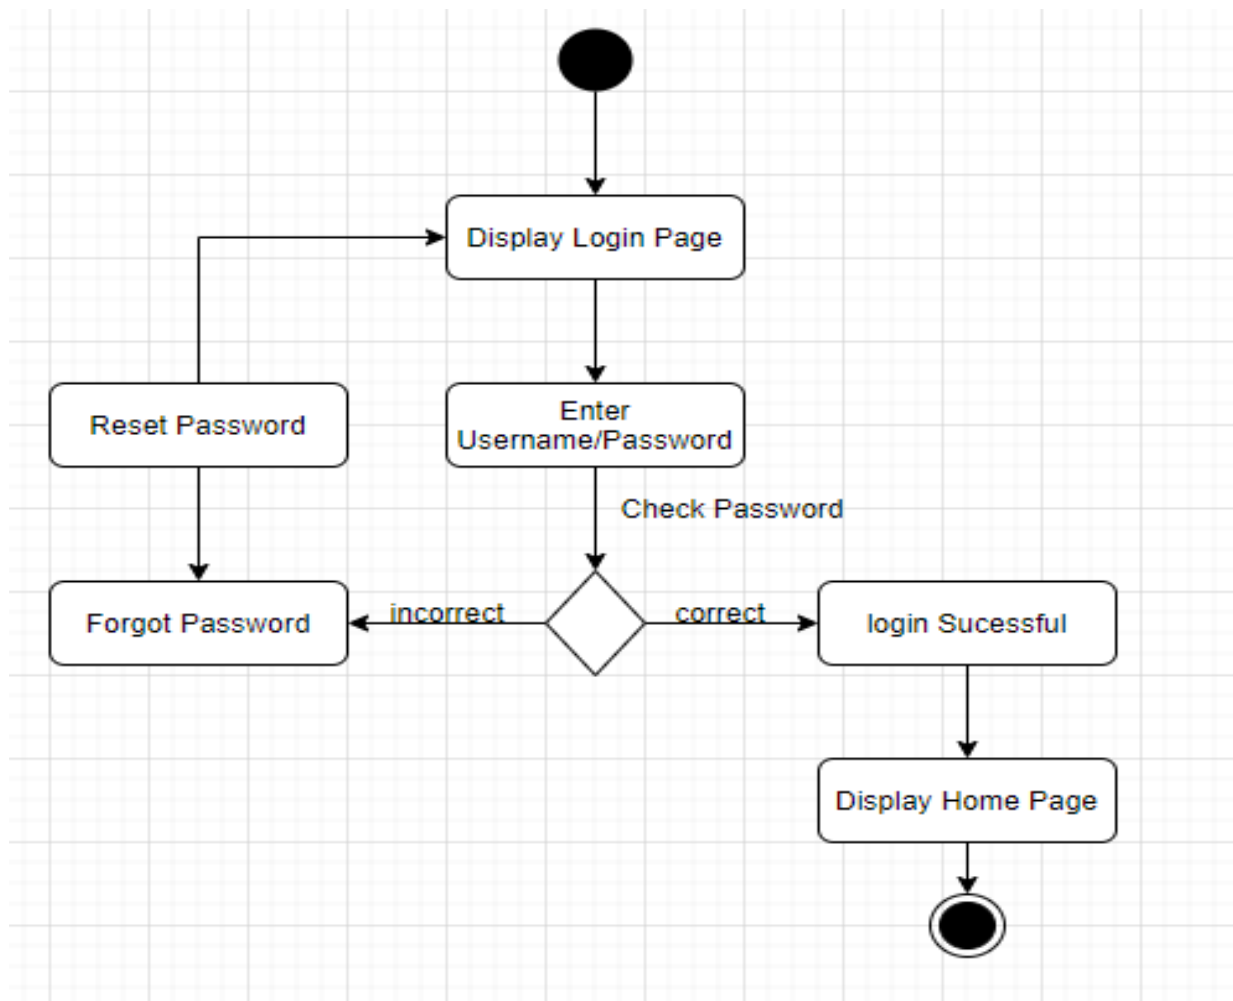 Display Login Page
Reset Password
Enter
Username/Password
Check Password
Forgot Password
incorrect
correct
login Sucessful
Display Home Page